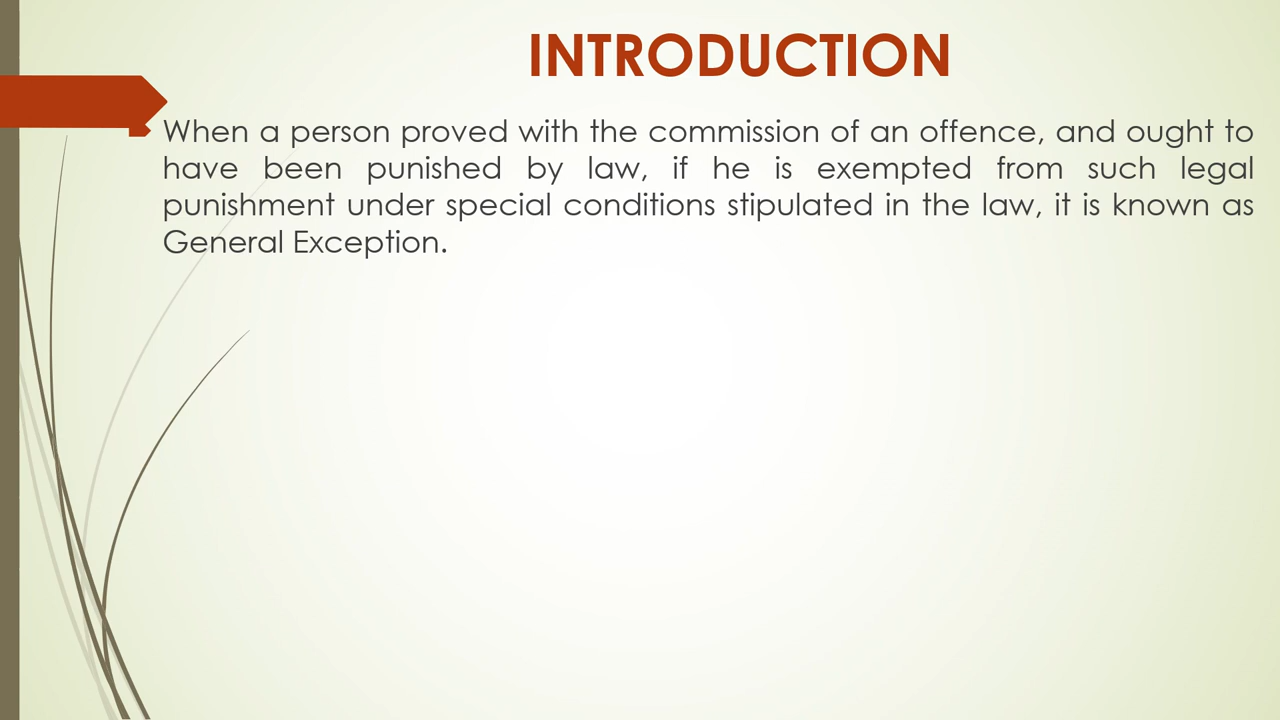 INTRODUCTION
When a person proved with the commission of an offence, and ought to
have been punished by law, if he is exempted from such legal
punishment under special conditions stipulated in the law, it is known as
General Exception.